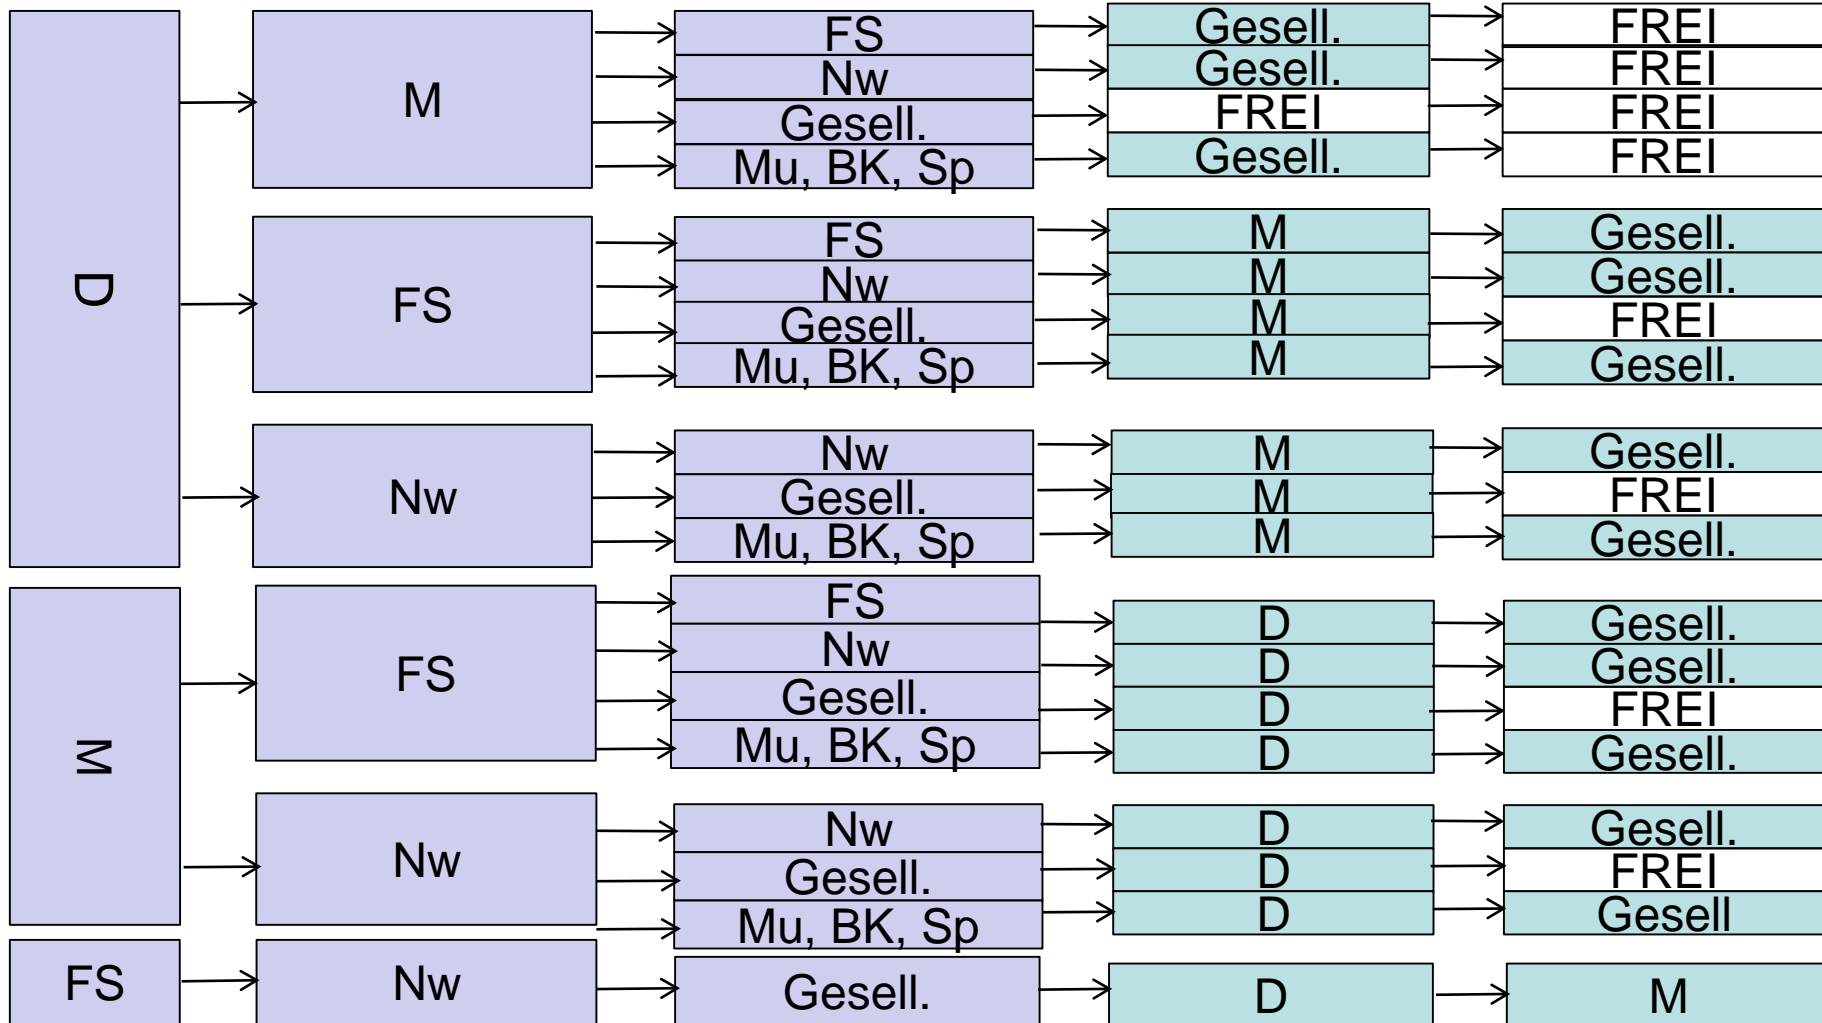 D
M
FS Gesell. FREI
Nw Gesell. FREI
Gesell. FREI FREI
Mu, BK, Sp Gesell. FREI
FS
FS M Gesell.
Nw M Gesell.
Gesell. M FREI
Mu, BK, Sp M Gesell.
Nw
Nw M Gesell.
Gesell. M FREI
Mu, BK, Sp M Gesell.
M
FS
FS D Gesell.
Nw D Gesell.
Gesell. D FREI
Mu, BK, Sp D Gesell.
Nw
Nw D Gesell.
Gesell. D FREI
Mu, BK, Sp D Gesell
FS Nw Gesell. D M